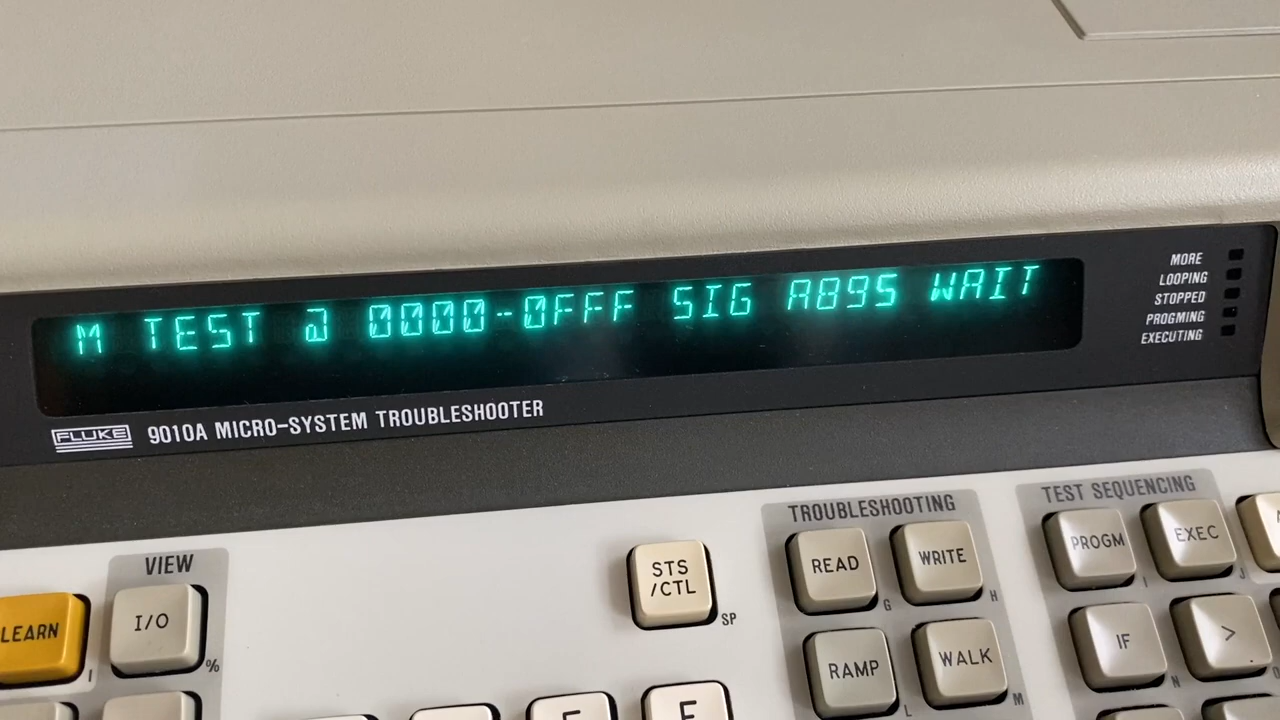 MORE
LOOPING
STOPPED
PROGMING
EXECUTING
M TEST @ 0000-0FFF SIG A895 WAIT
FLUKE 9010A MICRO-SYSTEM TROUBLESHOOTER
VIEW
TROUBLESHOOTING
TEST SEQUENCING
LEARN I
I/O %
STS /CTL SP
READ G
WRITE H
PROGM I
EXEC J
RAMP L
WALK M
IF N
>
E
F